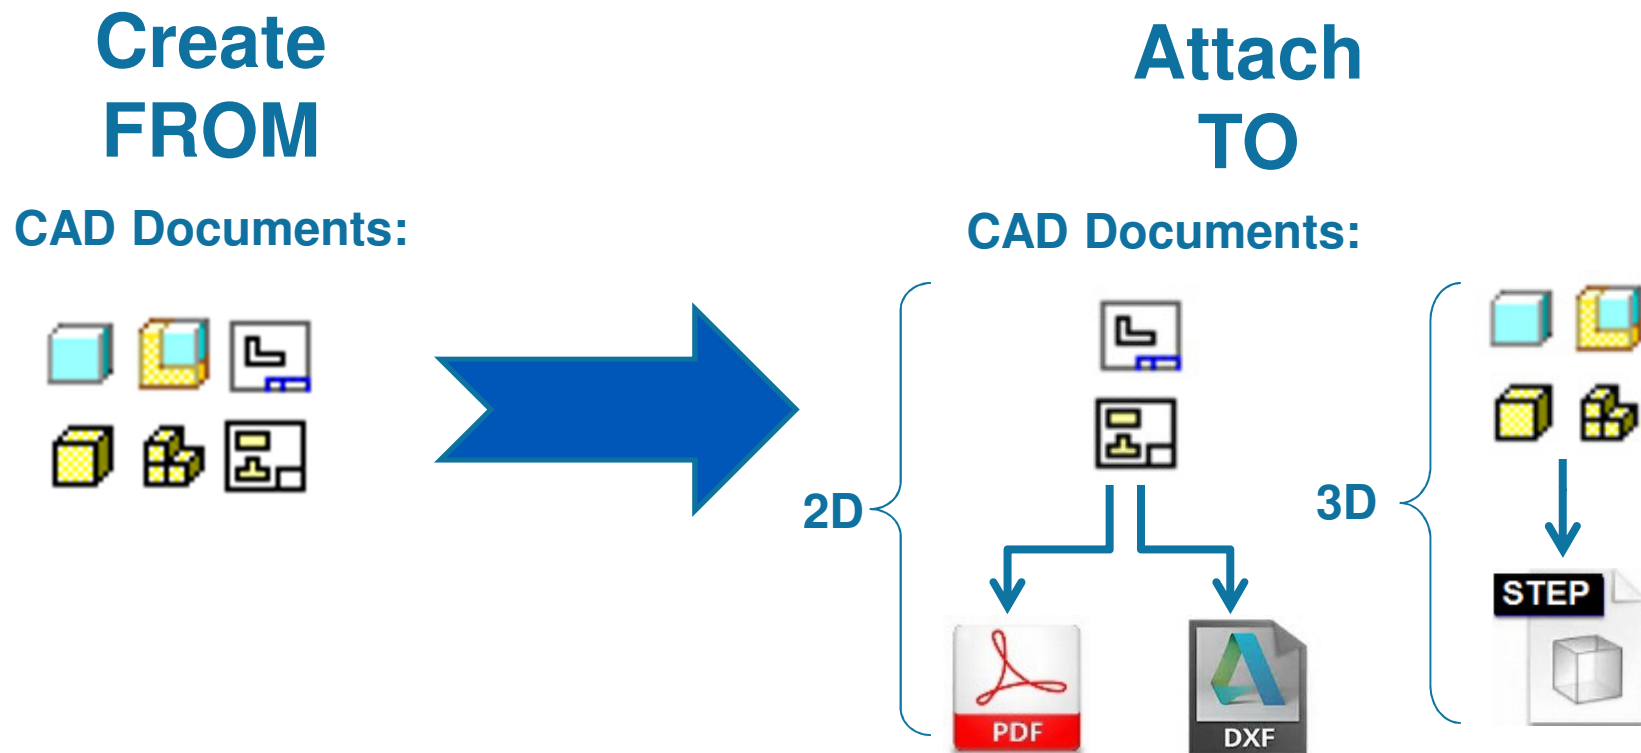 Create
FROM
CAD Documents:
Attach
TO
CAD Documents:
2D
3D
PDF
DXF
STEP